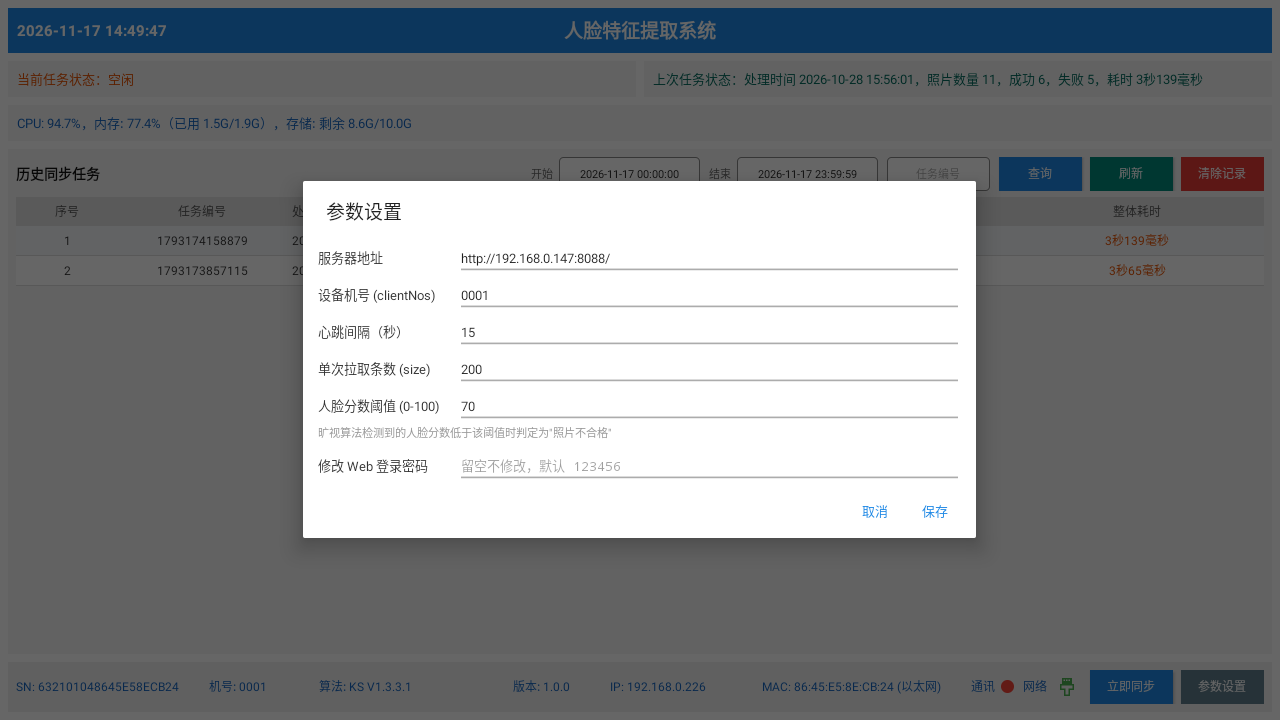 2026-11-17 14:49:47
人脸特征提取系统
当前任务状态：空闲
上次任务状态：处理时间 2026-10-28 15:56:01，照片数量 11，成功 6，失败 5，耗时 3秒139毫秒
CPU: 94.7%，内存: 77.4%（已用 1.5G/1.9G），存储: 剩余 8.6G/10.0G
历史同步任务
开始 2026-11-17 00:00:00 结束 2026-11-17 23:59:59 任务编号 查询 刷新 清除记录
序号 任务编号 处 整体耗时
1 1793174158879 20 3秒139毫秒
2 1793173857115 20 3秒65毫秒
参数设置
服务器地址 http://192.168.0.147:8088/
设备机号 (clientNos) 0001
心跳间隔（秒） 15
单次拉取条数 (size) 200
人脸分数阈值 (0-100) 70
旷视算法检测到的人脸分数低于该阈值时判定为"照片不合格"
修改 Web 登录密码 留空不修改，默认 123456
取消 保存
SN: 632101048645E58ECB24 机号: 0001 算法: KS V1.3.3.1 版本: 1.0.0 IP: 192.168.0.226 MAC: 86:45:E5:8E:CB:24 (以太网) 通讯 网络 立即同步 参数设置